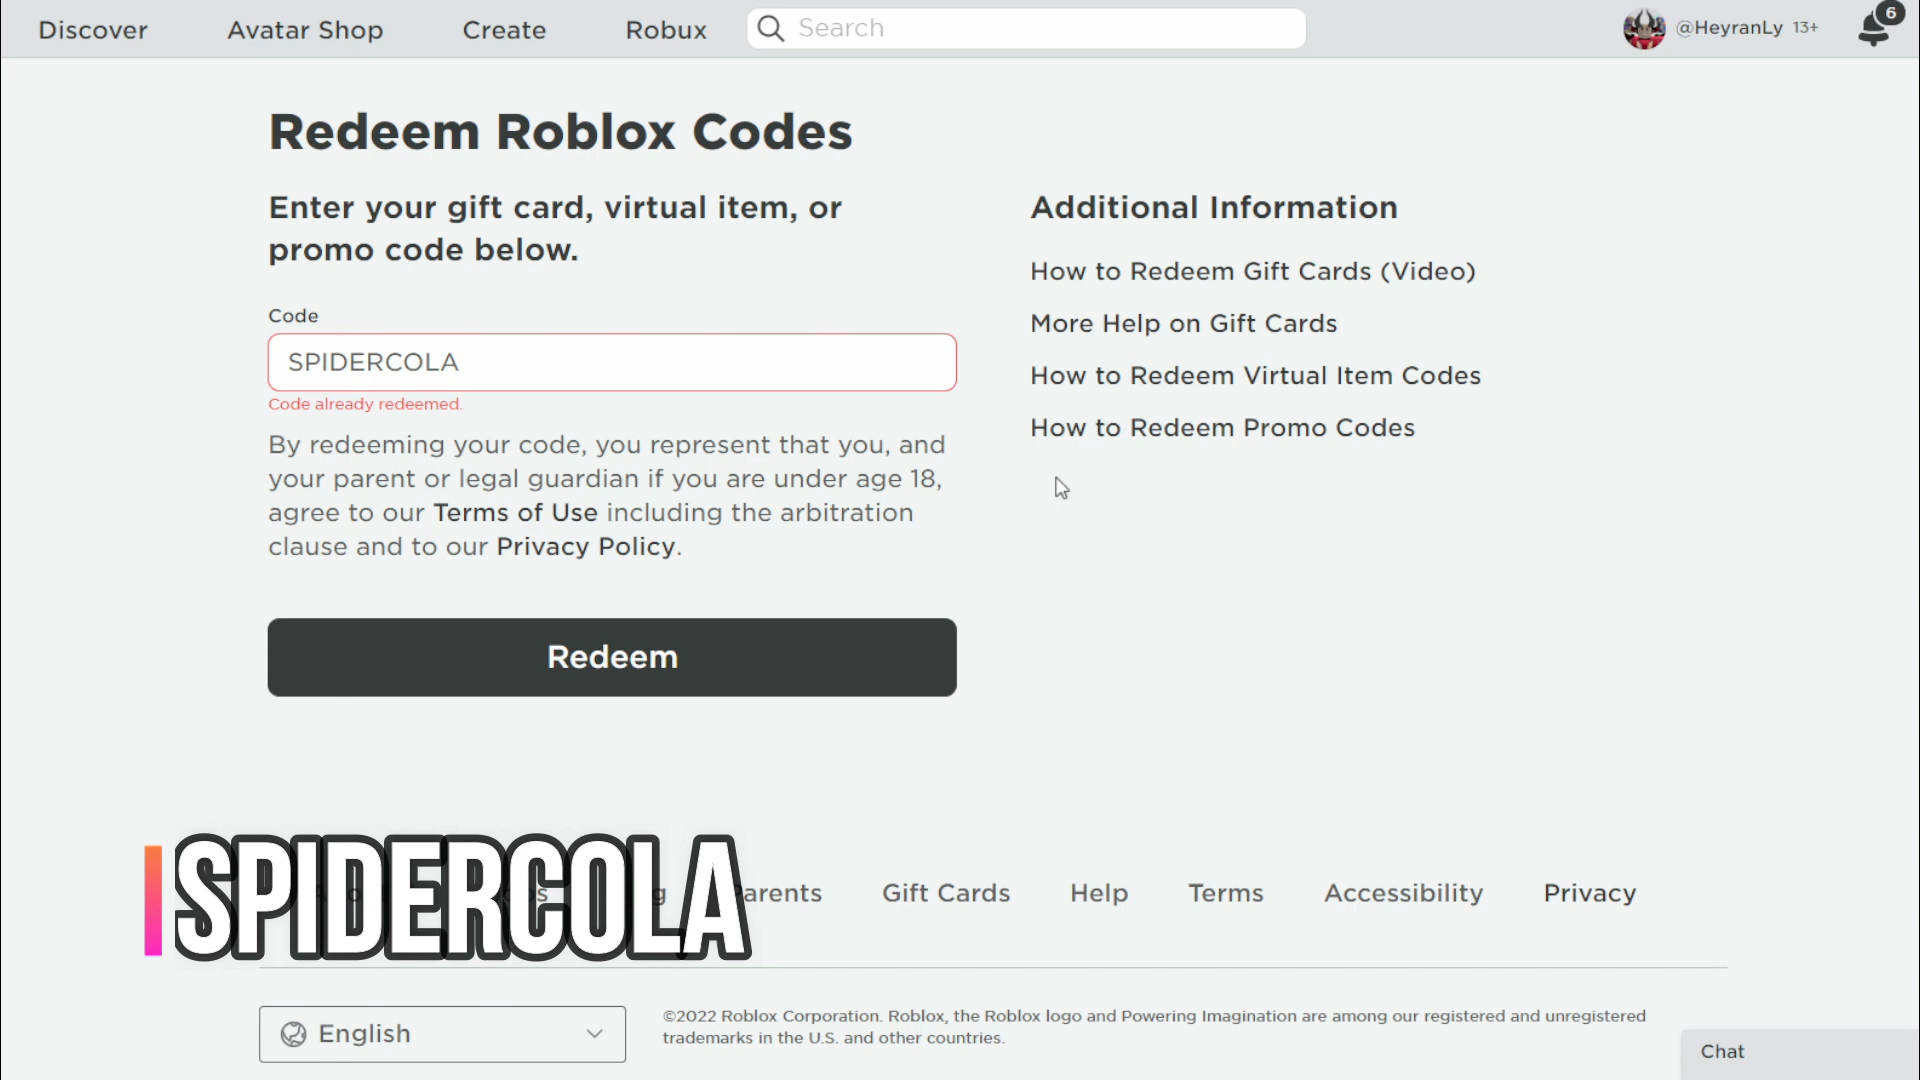 Discover Avatar Shop Create Robux Search @HeyranLy 13+ 6
Redeem Roblox Codes
Enter your gift card, virtual item, or
promo code below.
Code
SPIDERCOLA
Code already redeemed.
By redeeming your code, you represent that you, and
your parent or legal guardian if you are under age 18,
agree to our Terms of Use including the arbitration
clause and to our Privacy Policy.
Redeem
Additional Information
How to Redeem Gift Cards (Video)
More Help on Gift Cards
How to Redeem Virtual Item Codes
How to Redeem Promo Codes
SPIDERCOLA
Parents Gift Cards Help Terms Accessibility Privacy
English
©2022 Roblox Corporation. Roblox, the Roblox logo and Powering Imagination are among our registered and unregistered
trademarks in the U.S. and other countries.
Chat